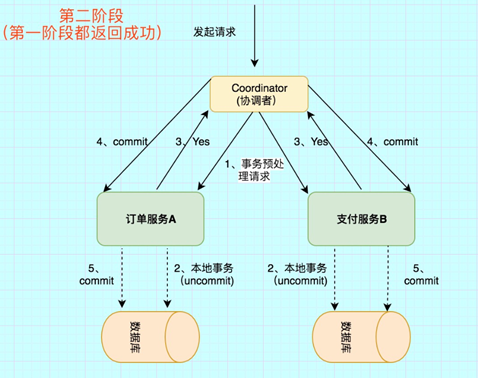 第二阶段
（第一阶段都返回成功）
发起请求
Coordinator
(协调者）
4、commit
3、Yes
3、Yes
4、commit
1、事务预处
理请求
订单服务A
支付服务B
5、
commit
2、本地事务
（uncommit)
2、本地事务
（uncommit)
5、
commit
数据库
数据库